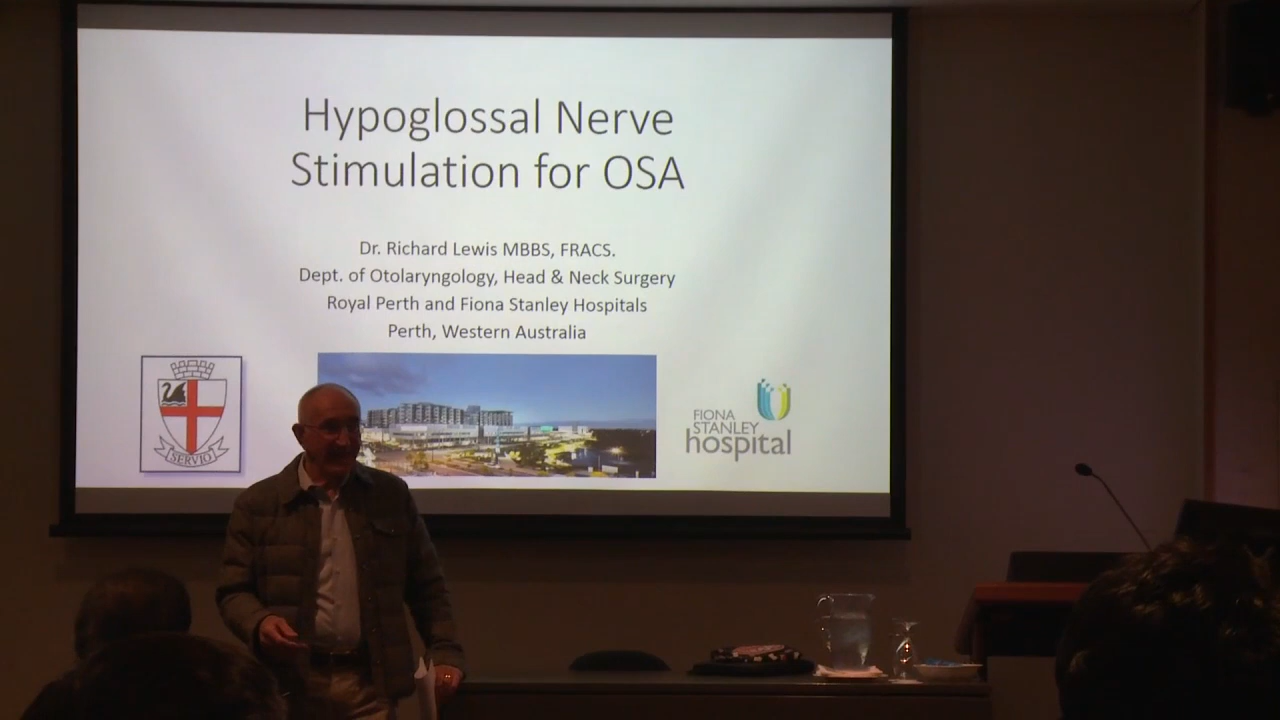 Hypoglossal Nerve
Stimulation for OSA
Dr. Richard Lewis MBBS, FRACS.
Dept. of Otolaryngology, Head & Neck Surgery
Royal Perth and Fiona Stanley Hospitals
Perth, Western Australia
SERVIO
FIONA
STANLEY
hospital